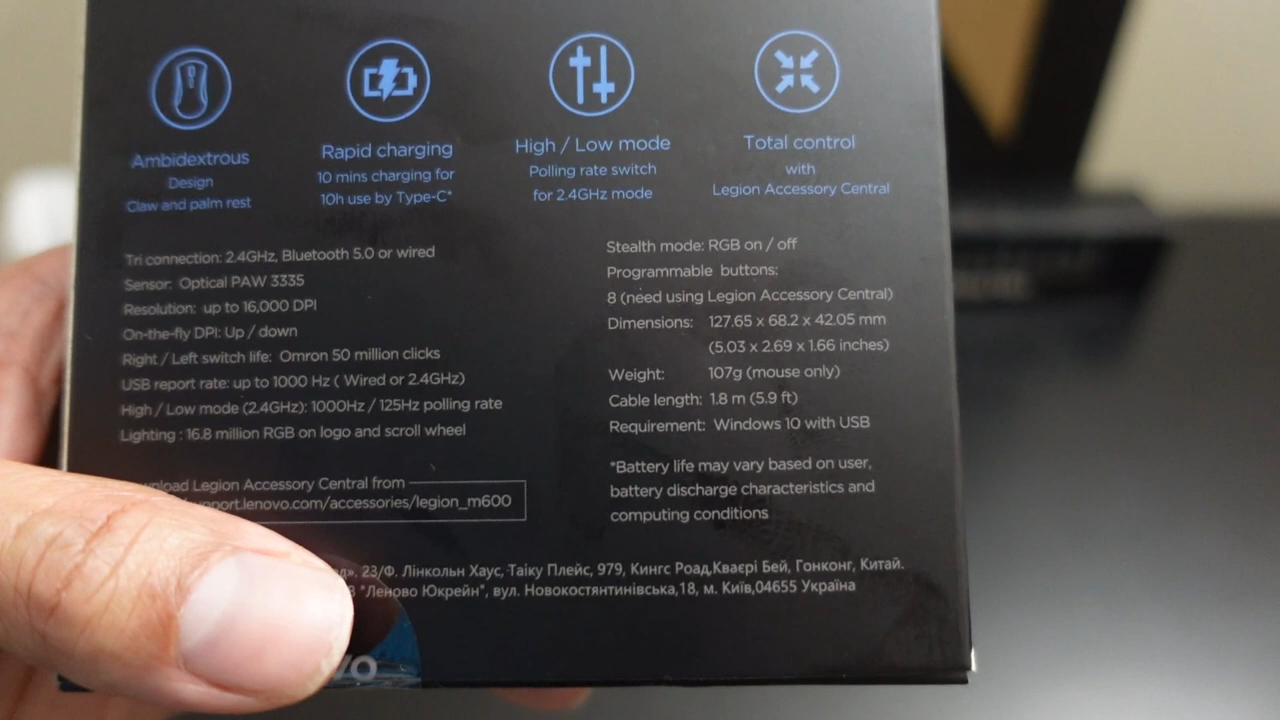 Ambidextrous
Design
Claw and palm rest
Rapid charging
10 mins charging for
10h use by Type-C*
High / Low mode
Polling rate switch
for 2.4GHz mode
Total control
with
Legion Accessory Central
Tri connection: 2.4GHz, Bluetooth 5.0 or wired
Sensor: Optical PAW 3335
Resolution: up to 16,000 DPI
On-the-fly DPI: Up / down
Right / Left switch life: Omron 50 million clicks
USB report rate: up to 1000 Hz ( Wired or 2.4GHz)
High / Low mode (2.4GHz): 1000Hz / 125Hz polling rate
Lighting : 16.8 million RGB on logo and scroll wheel
Legion Accessory Central from
port.lenovo.com/accessories/legion_m600
Stealth mode: RGB on / off
Programmable buttons:
8 (need using Legion Accessory Central)
Dimensions: 127.65 x 68.2 x 42.05 mm
(5.03 x 2.69 x 1.66 inches)
Weight: 107g (mouse only)
Cable length: 1.8 m (5.9 ft)
Requirement: Windows 10 with USB
*Battery life may vary based on user,
battery discharge characteristics and
computing conditions
23/Ф. Лінкольн Хаус, Таіку Плейс, 979, Кингс Роад,Кваєрі Бей, Гонконг, Китай.
"Леново Юкрейн", вул. Новокостянтинівська,18, м. Київ,04655 Україна